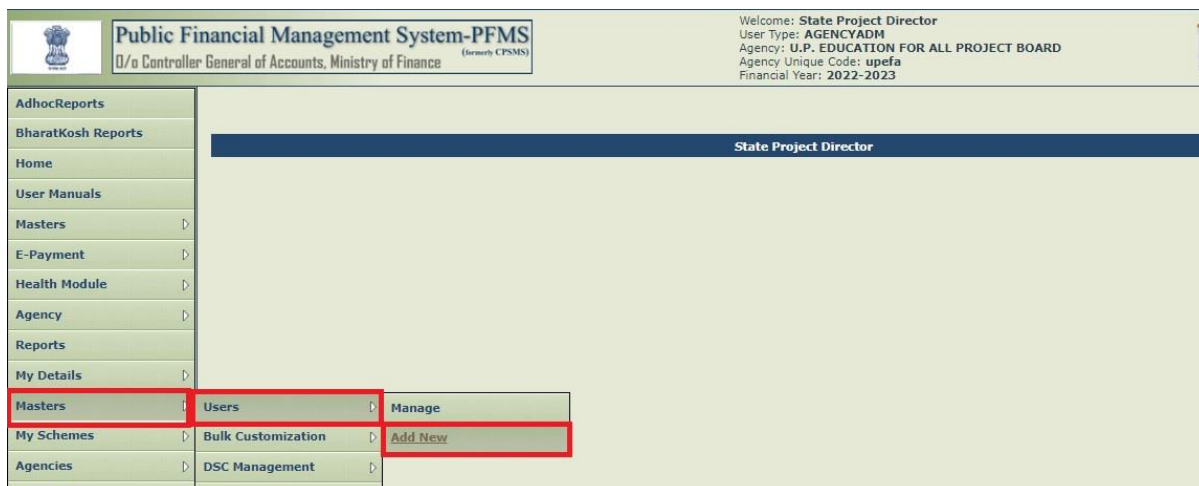 Public Financial Management System-PFMS
(formerly CPSMS)
O/o Controller General of Accounts, Ministry of Finance
Welcome: State Project Director
User Type: AGENCYADM
Agency: U.P. EDUCATION FOR ALL PROJECT BOARD
Agency Unique Code: upefa
Financial Year: 2022-2023
State Project Director
AdhocReports
BharatKosh Reports
Home
User Manuals
Masters
E-Payment
Health Module
Agency
Reports
My Details
Masters
My Schemes
Agencies
Users
Bulk Customization
DSC Management
Manage
Add New